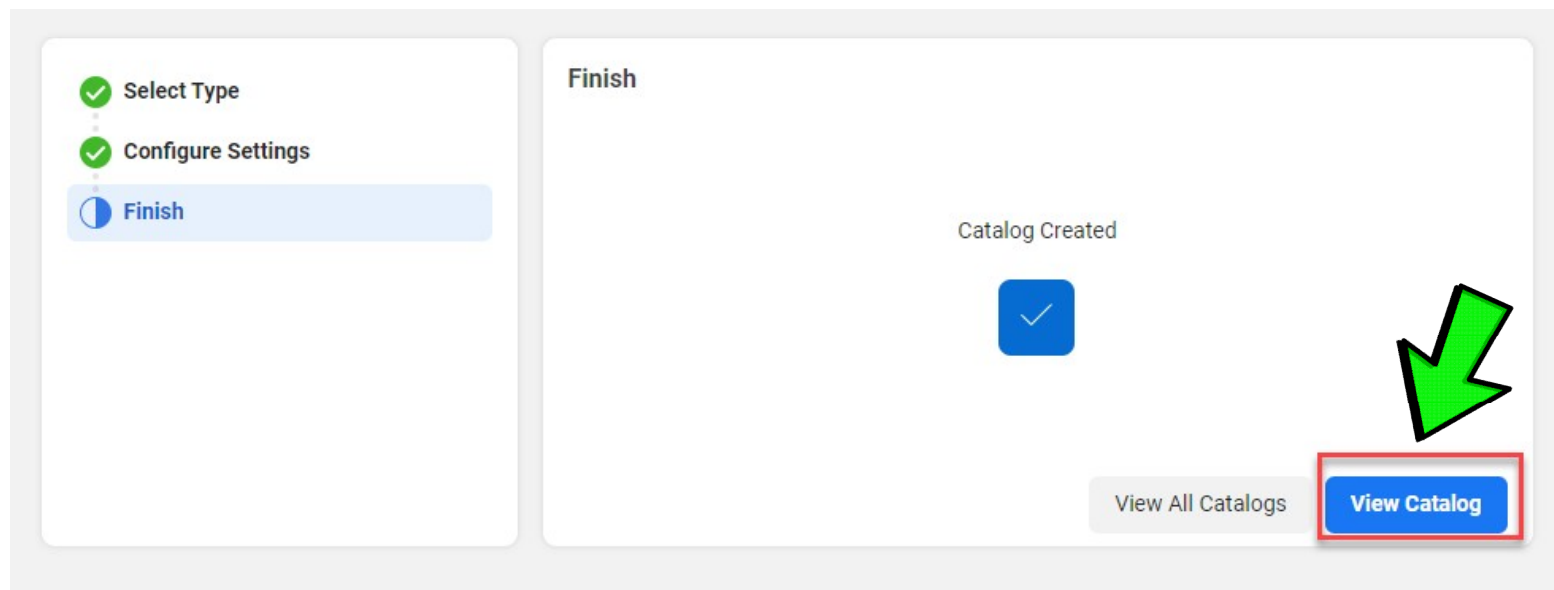 Select Type
Configure Settings
Finish
Finish
Catalog Created
View All Catalogs
View Catalog